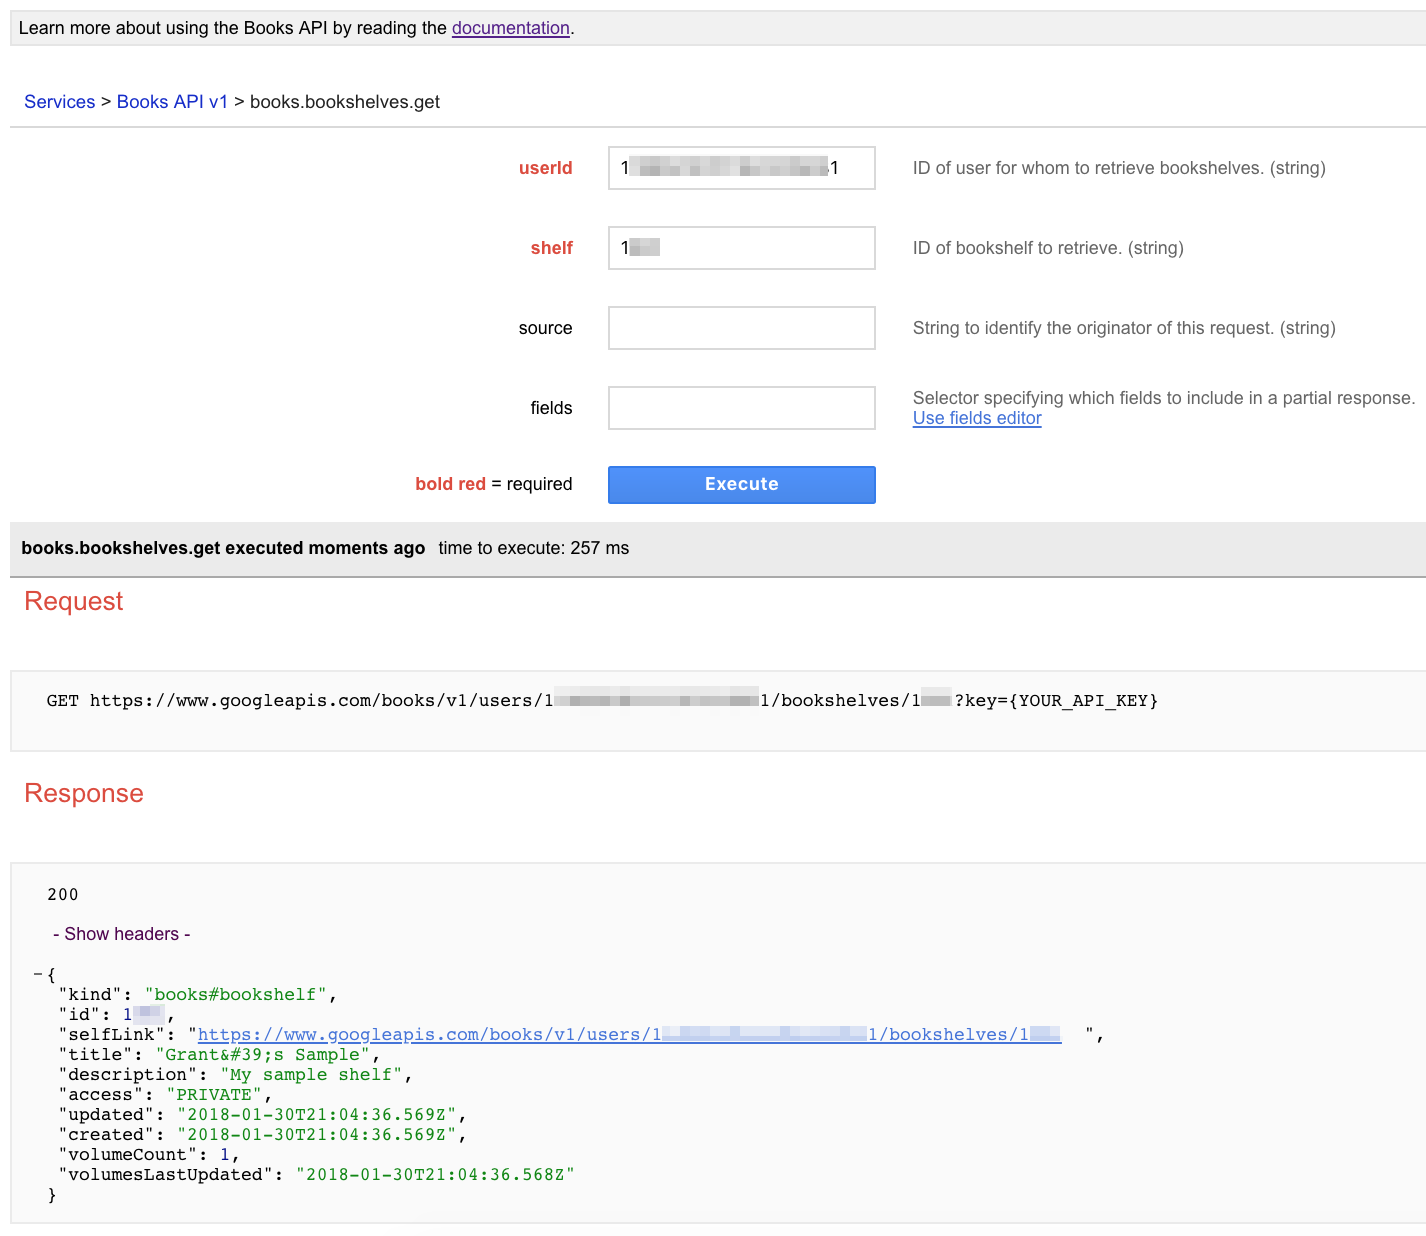 Learn more about using the Books API by reading the documentation.
Services > Books API v1 > books.bookshelves.get
userId 1 1 ID of user for whom to retrieve bookshelves. (string)
shelf 1 ID of bookshelf to retrieve. (string)
source String to identify the originator of this request. (string)
fields Selector specifying which fields to include in a partial response.
Use fields editor
bold red = required Execute
books.bookshelves.get executed moments ago time to execute: 257 ms
Request
GET https://www.googleapis.com/books/v1/users/1 1/bookshelves/1 ?key={YOUR_API_KEY}
Response
200
- Show headers -
−{
"kind": "books#bookshelf",
"id": 1 ,
"selfLink": "https://www.googleapis.com/books/v1/users/1 1/bookshelves/1 ",
"title": "Grant&#39;s Sample",
"description": "My sample shelf",
"access": "PRIVATE",
"updated": "2018-01-30T21:04:36.569Z",
"created": "2018-01-30T21:04:36.569Z",
"volumeCount": 1,
"volumesLastUpdated": "2018-01-30T21:04:36.568Z"
}